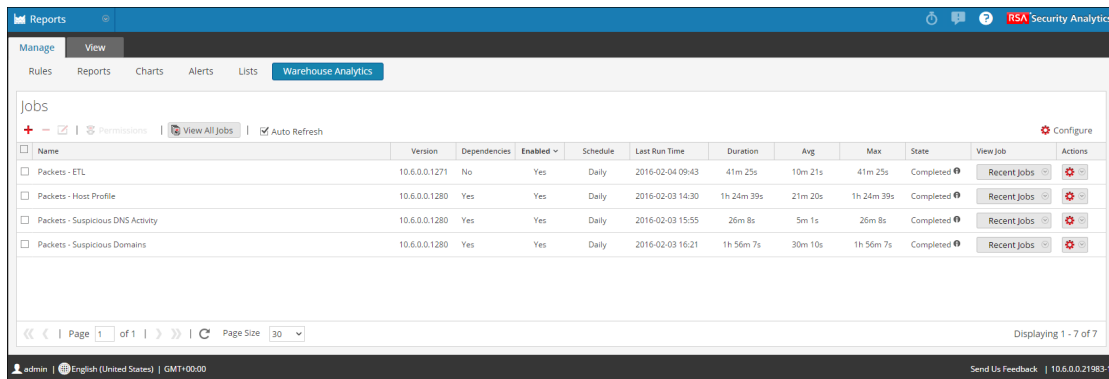 Reports
RSA Security Analytics
Manage View
Rules Reports Charts Alerts Lists Warehouse Analytics
Jobs
Permissions | View All Jobs | Auto Refresh Configure
Name Version Dependencies Enabled Schedule Last Run Time Duration Avg Max State View Job Actions
Packets - ETL 10.6.0.0.1271 No Yes Daily 2016-02-04 09:43 41m 25s 10m 21s 41m 25s Completed Recent Jobs
Packets - Host Profile 10.6.0.0.1280 Yes Yes Daily 2016-02-03 14:30 1h 24m 39s 21m 20s 1h 24m 39s Completed Recent Jobs
Packets - Suspicious DNS Activity 10.6.0.0.1280 Yes Yes Daily 2016-02-03 15:55 26m 8s 5m 1s 26m 8s Completed Recent Jobs
Packets - Suspicious Domains 10.6.0.0.1280 Yes Yes Daily 2016-02-03 16:21 1h 56m 7s 30m 10s 1h 56m 7s Completed Recent Jobs
| Page 1 of 1 | | Page Size 30 Displaying 1 - 7 of 7
admin | English (United States) | GMT+00:00 Send Us Feedback | 10.6.0.0.21983-